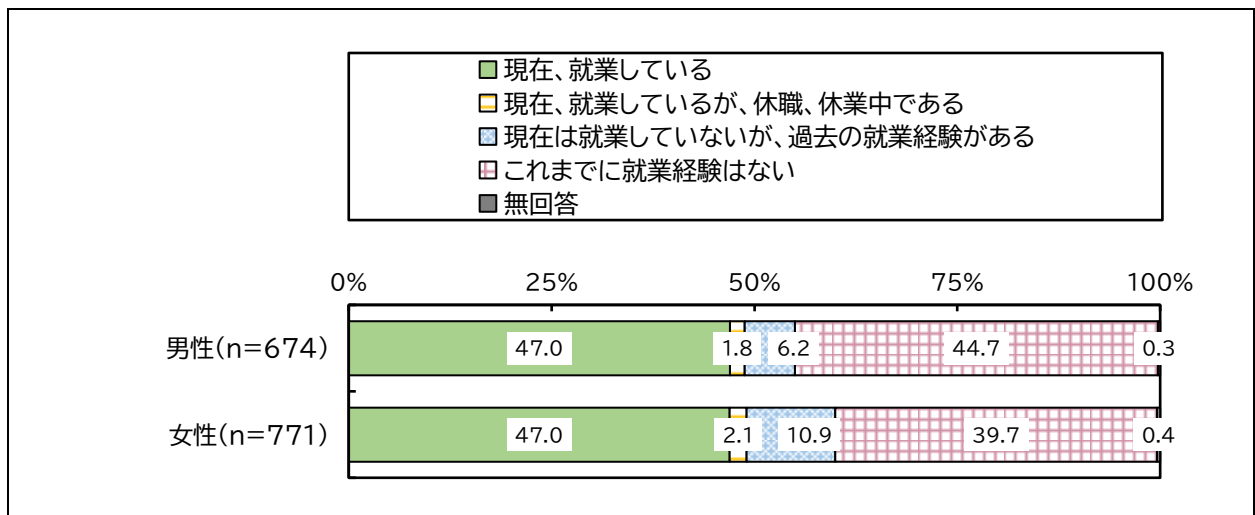 現在、就業している
現在、就業しているが、休職、休業中である
現在は就業していないが、過去の就業経験がある
これまでに就業経験はない
無回答
0% 25% 50% 75% 100%
男性(n=674) 47.0 1.8 6.2 44.7 0.3
女性(n=771) 47.0 2.1 10.9 39.7 0.4